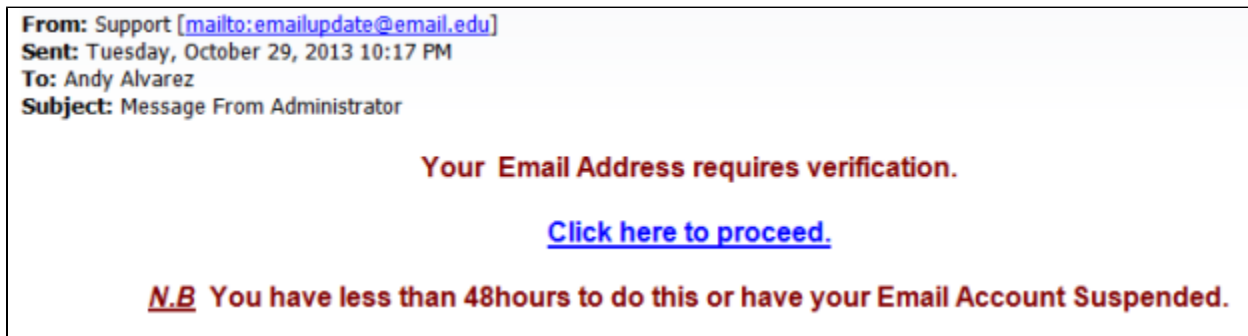 From: Support [mailto:emailupdate@email.edu]
Sent: Tuesday, October 29, 2013 10:17 PM
To: Andy Alvarez
Subject: Message From Administrator
Your Email Address requires verification.
Click here to proceed.
N.B You have less than 48hours to do this or have your Email Account Suspended.